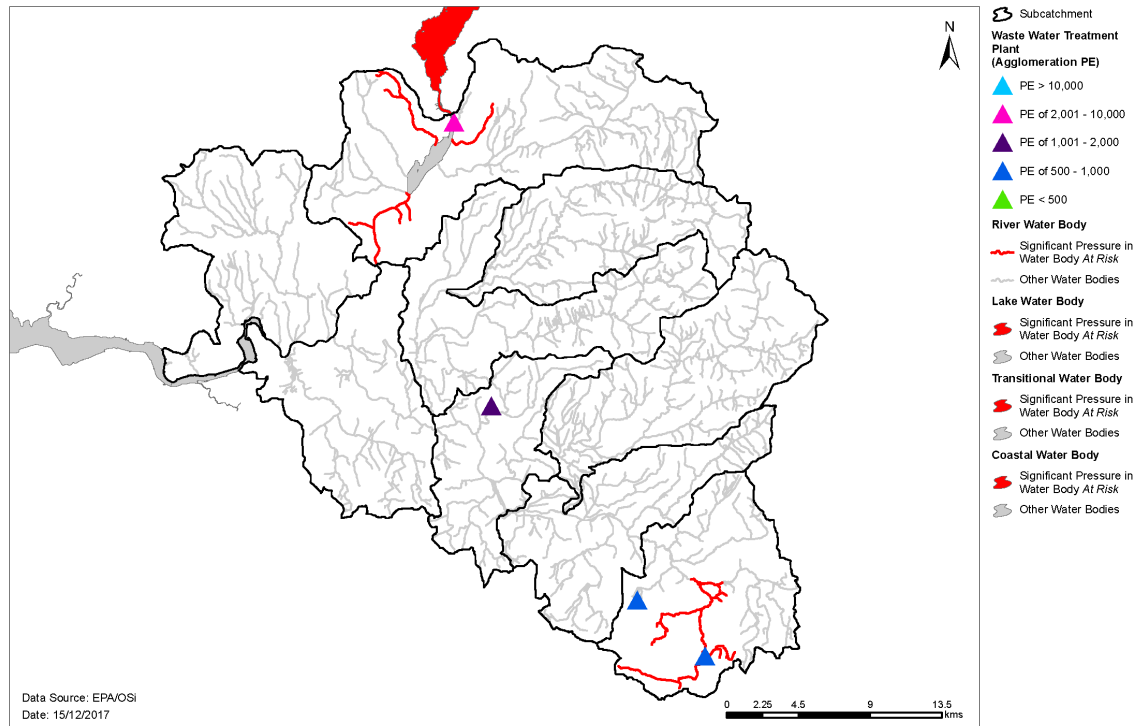 N
Subcatchment
Waste Water Treatment
Plant
(Agglomeration PE)
PE > 10,000
PE of 2,001 - 10,000
PE of 1,001 - 2,000
PE of 500 - 1,000
PE < 500
River Water Body
Significant Pressure in
Water Body At Risk
Other Water Bodies
Lake Water Body
Significant Pressure in
Water Body At Risk
Other Water Bodies
Transitional Water Body
Significant Pressure in
Water Body At Risk
Other Water Bodies
Coastal Water Body
Significant Pressure in
Water Body At Risk
Other Water Bodies
Data Source: EPA/OSi
Date: 15/12/2017
0 2.25 4.5 9 13.5
kms